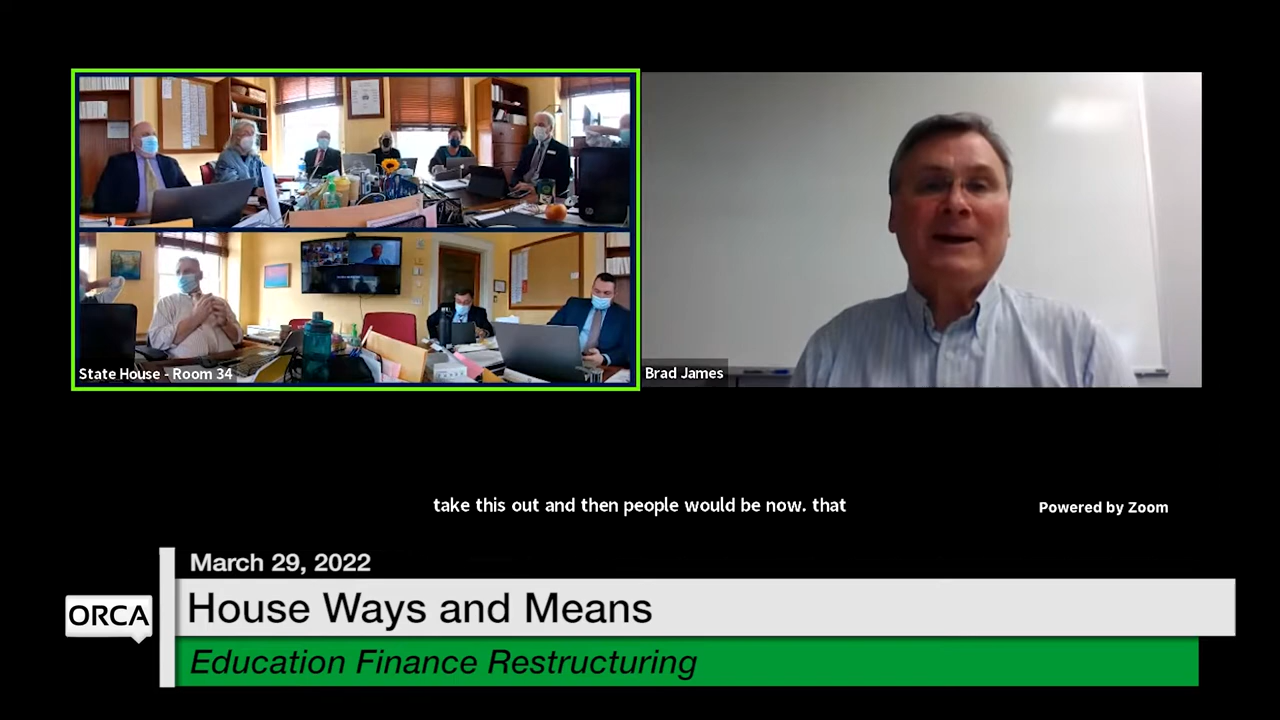 State House - Room 34
Brad James
take this out and then people would be now. that
Powered by Zoom
March 29, 2022
ORCA
House Ways and Means
Education Finance Restructuring